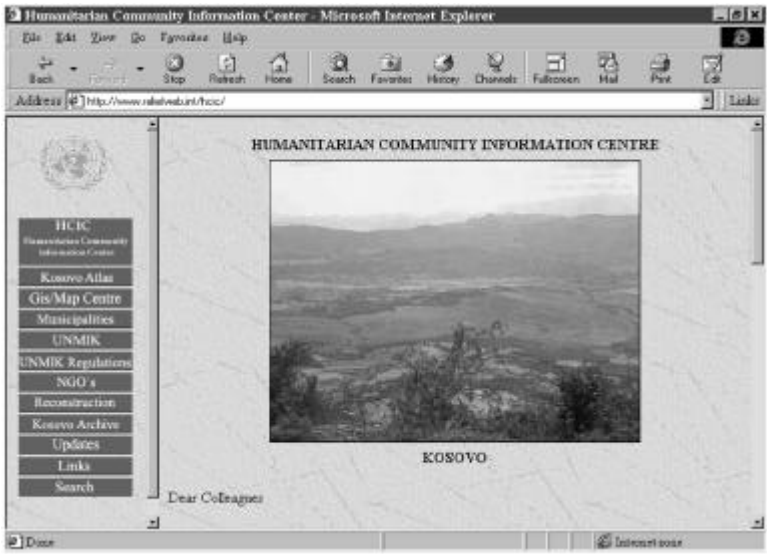 Humanitarian Community Information Center - Microsoft Internet Explorer
File Edit View Go Favorites Help
Back Forward Stop Refresh Home Search Favorites History Channels Fullscreen Mail Print Edit
Address http://www.reliefweb.int/hcic/ Links
HUMANITARIAN COMMUNITY INFORMATION CENTRE
HCIC
Humanitarian Community
Information Center
Kosovo Atlas
Gis/Map Centre
Municipalities
UNMIK
UNMIK Regulations
NGO's
Reconstruction
Kosovo Archive
Updates
Links
Search
KOSOVO
Dear Colleagues
Done Internet zone